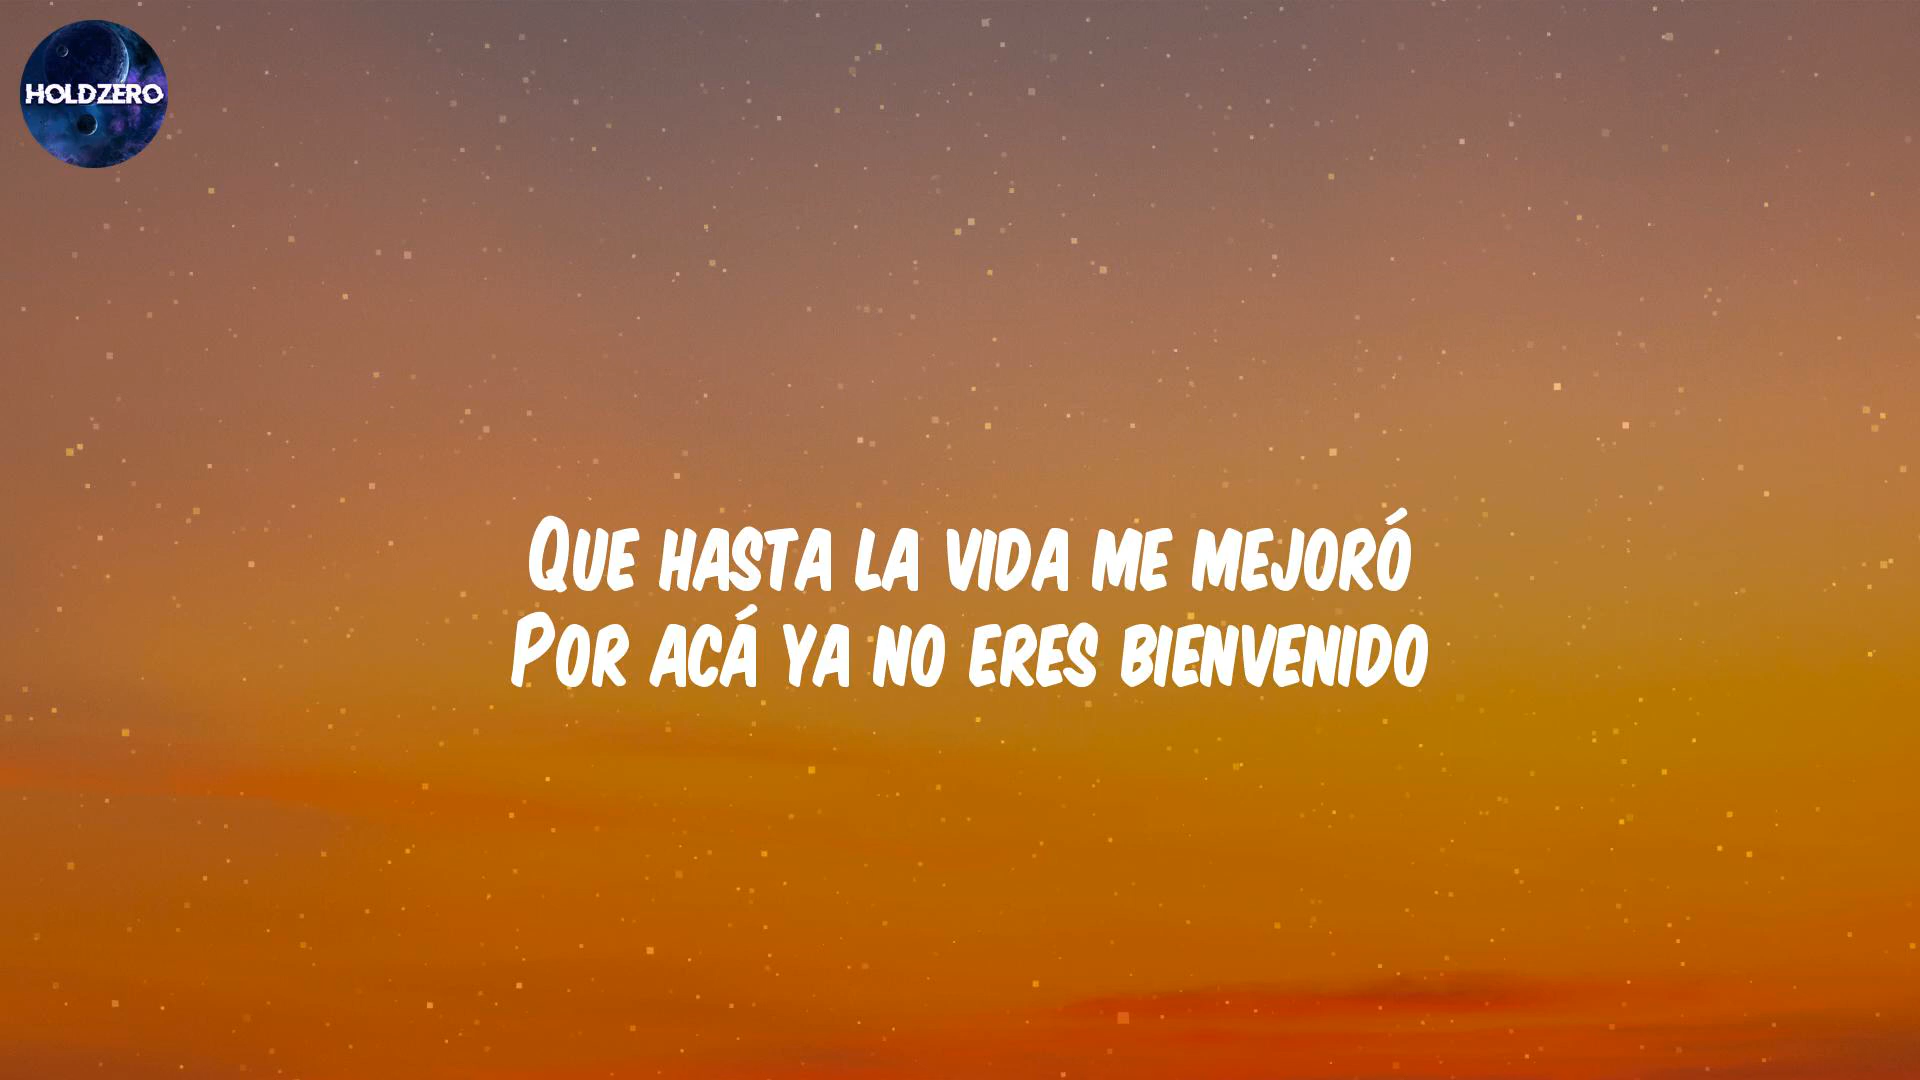 HOLDZERO
Que hasta la vida me mejoró
Por acá ya no eres bienvenido